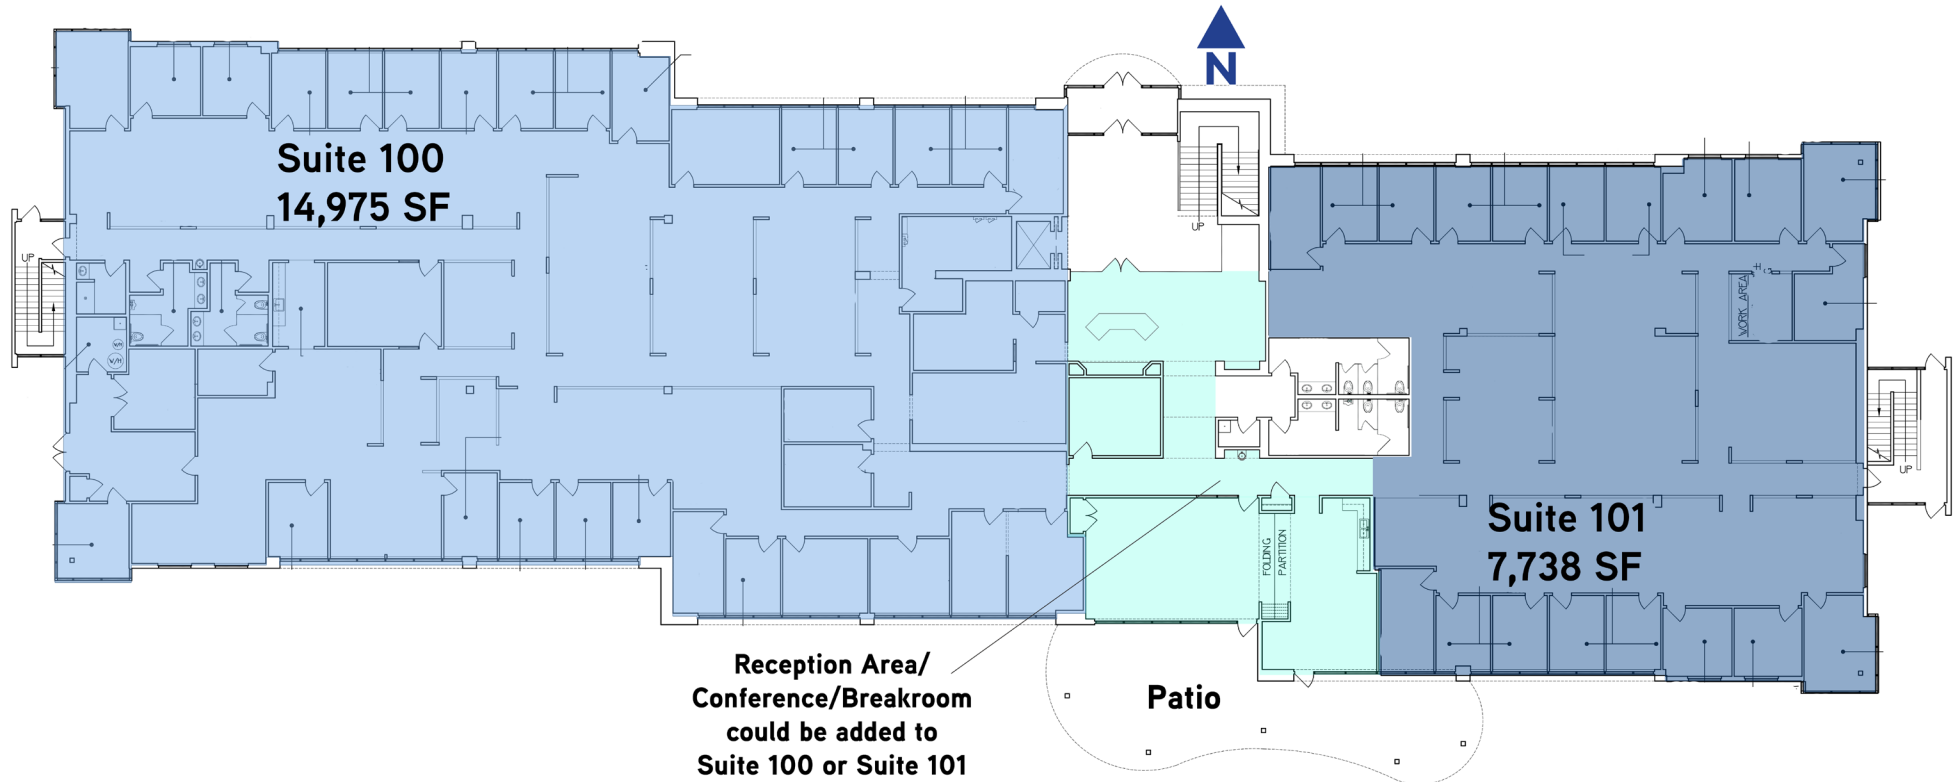 N
Suite 100
14,975 SF
UP
UP
WORK AREA
W/H
W/H
UP
Suite 101
7,738 SF
FOLDING
PARTITION
Reception Area/
Conference/Breakroom
could be added to
Suite 100 or Suite 101
Patio